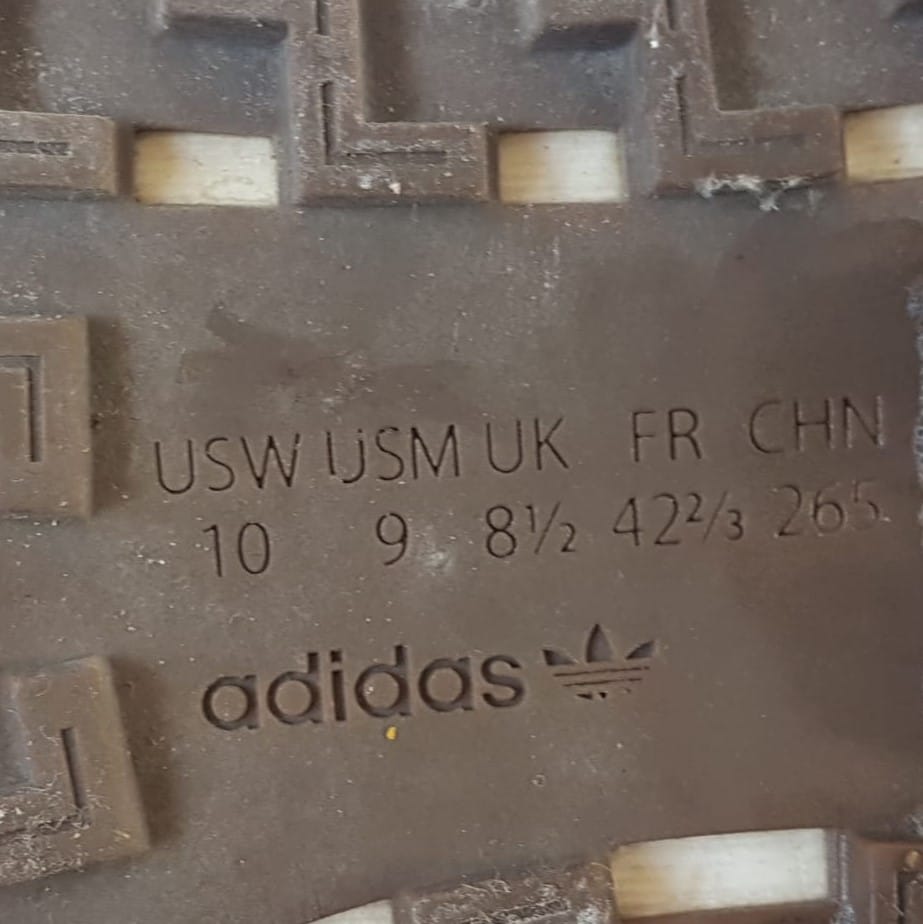 USW USM UK FR CHN
10 9 8½ 42⅔ 265
adidas